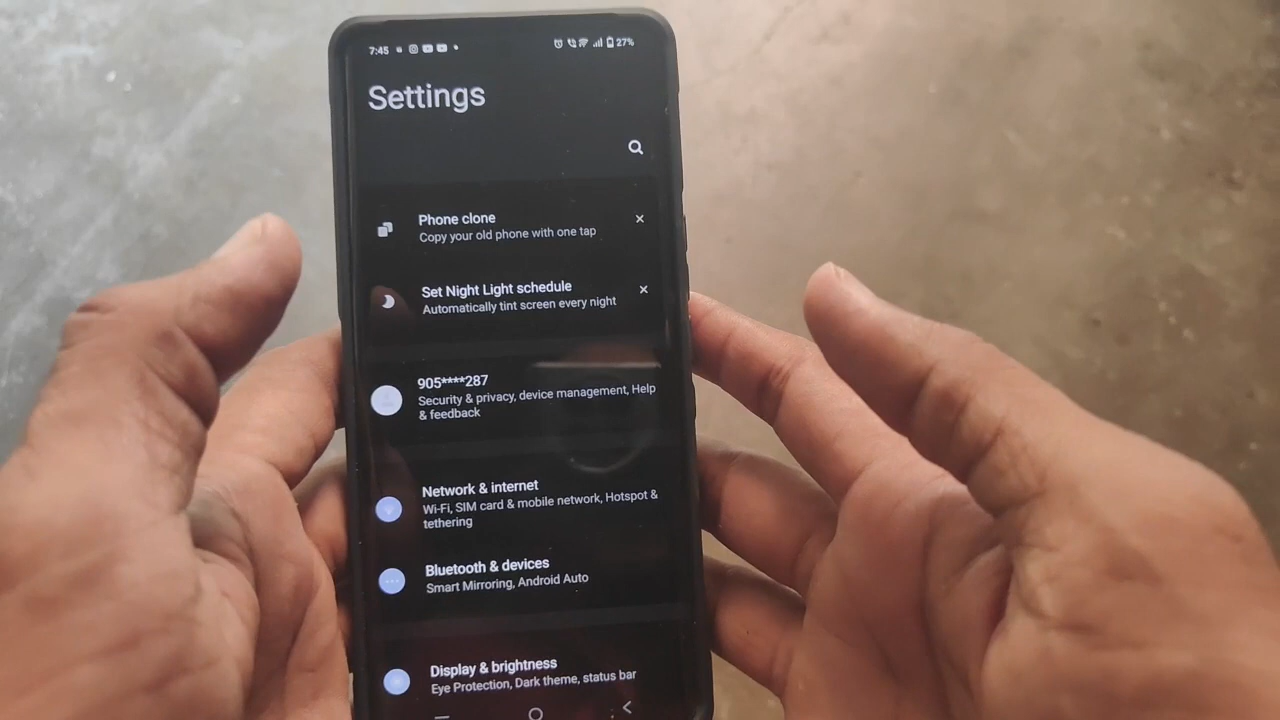 7:45 27%
Settings
Phone clone
Copy your old phone with one tap
Set Night Light schedule
Automatically tint screen every night
905****287
Security & privacy, device management, Help
& feedback
Network & internet
Wi-Fi, SIM card & mobile network, Hotspot &
tethering
Bluetooth & devices
Smart Mirroring, Android Auto
Display & brightness
Eye Protection, Dark theme, status bar